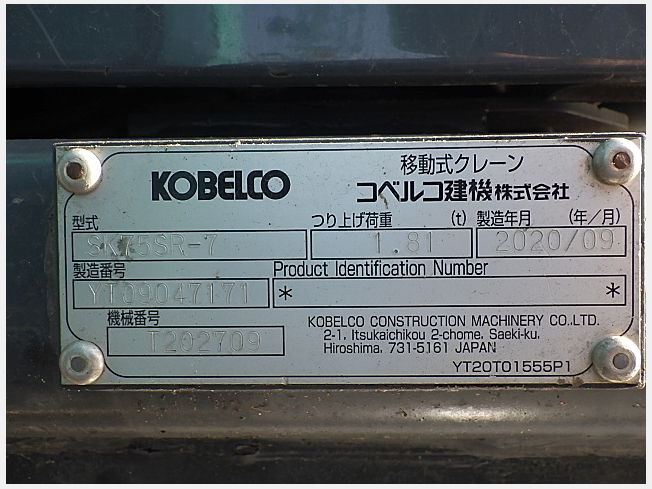 移動式クレーン
KOBELCO コベルコ建機株式会社
型式 つり上げ荷重 (t) 製造年月 (年/月)
SK75SR-7 1.81 2020/09
製造番号 Product Identification Number
YT09047171 * *
機械番号
T202709
KOBELCO CONSTRUCTION MACHINERY CO.,LTD.
2-1, Itsukaichikou 2-chome, Saeki-ku,
Hiroshima, 731-5161 JAPAN
YT20T01555P1